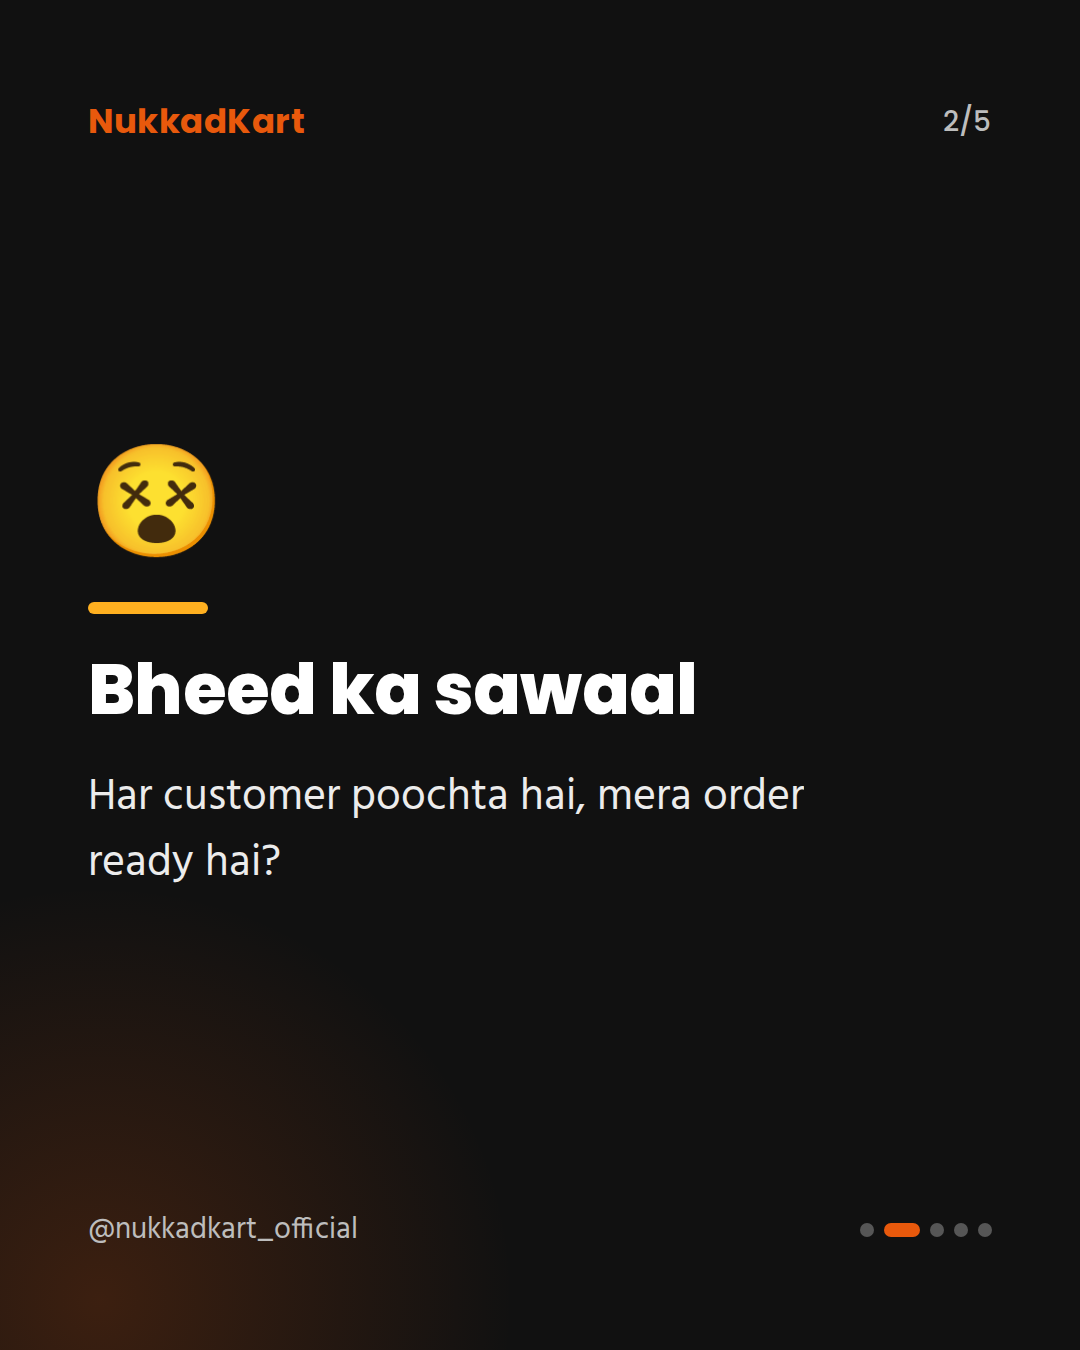 NukkadKart
2/5
Bheed ka sawaal
Har customer poochta hai, mera order
ready hai?
@nukkadkart_official